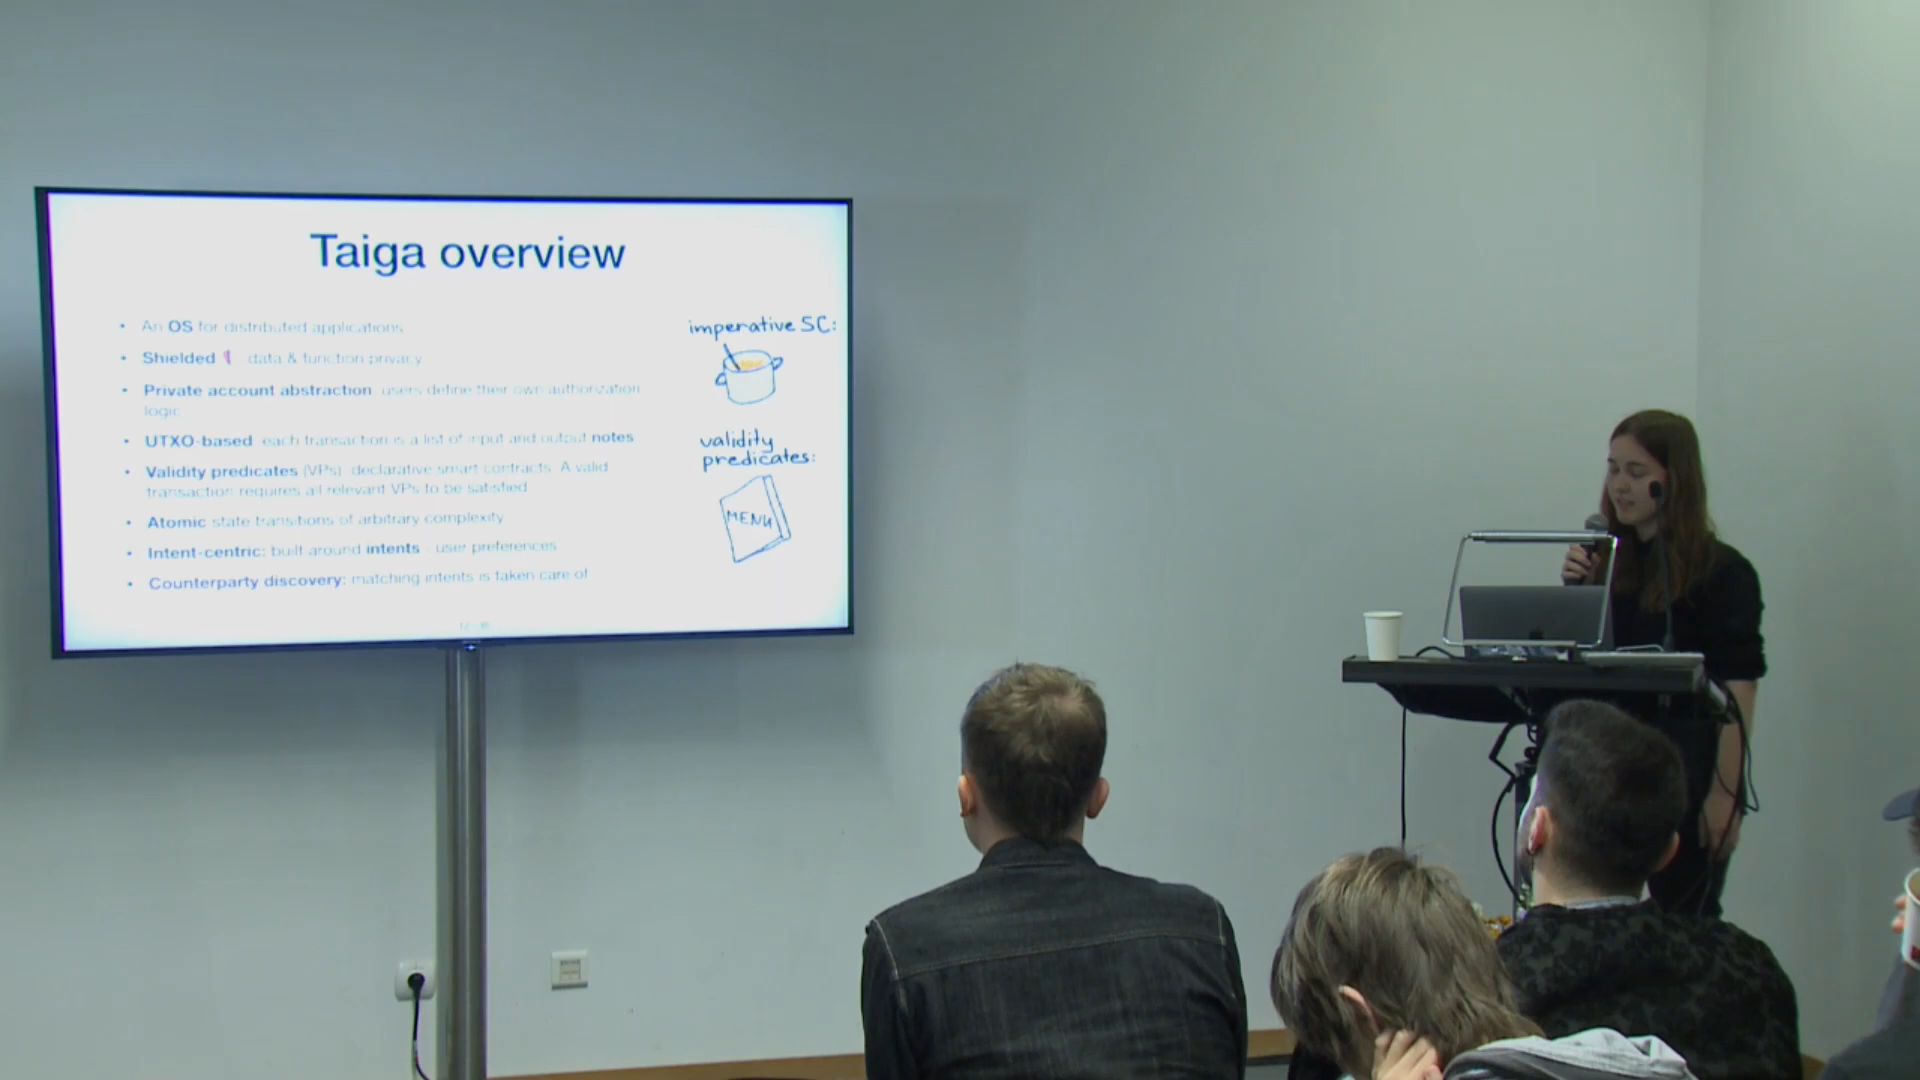 Taiga overview
• An OS for distributed applications
• Shielded data & function privacy
• Private account abstraction users define their own authorization
logic
• UTXO-based each transaction is a list of input and output notes
• Validity predicates (VPs) declarative smart contracts. A valid
transaction requires all relevant VPs to be satisfied
• Atomic state transitions of arbitrary complexity
• Intent-centric: built around intents - user preferences
• Counterparty discovery: matching intents is taken care of
imperative SC:
validity
predicates:
MENU